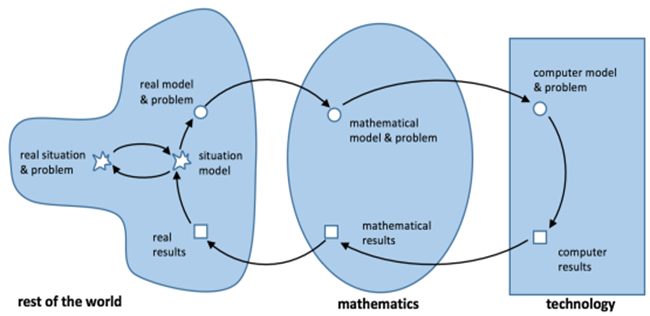 real model
& problem
computer model
& problem
mathematical
model & problem
real situation
& problem
situation
model
real
results
mathematical
results
computer
results
rest of the world
mathematics
technology